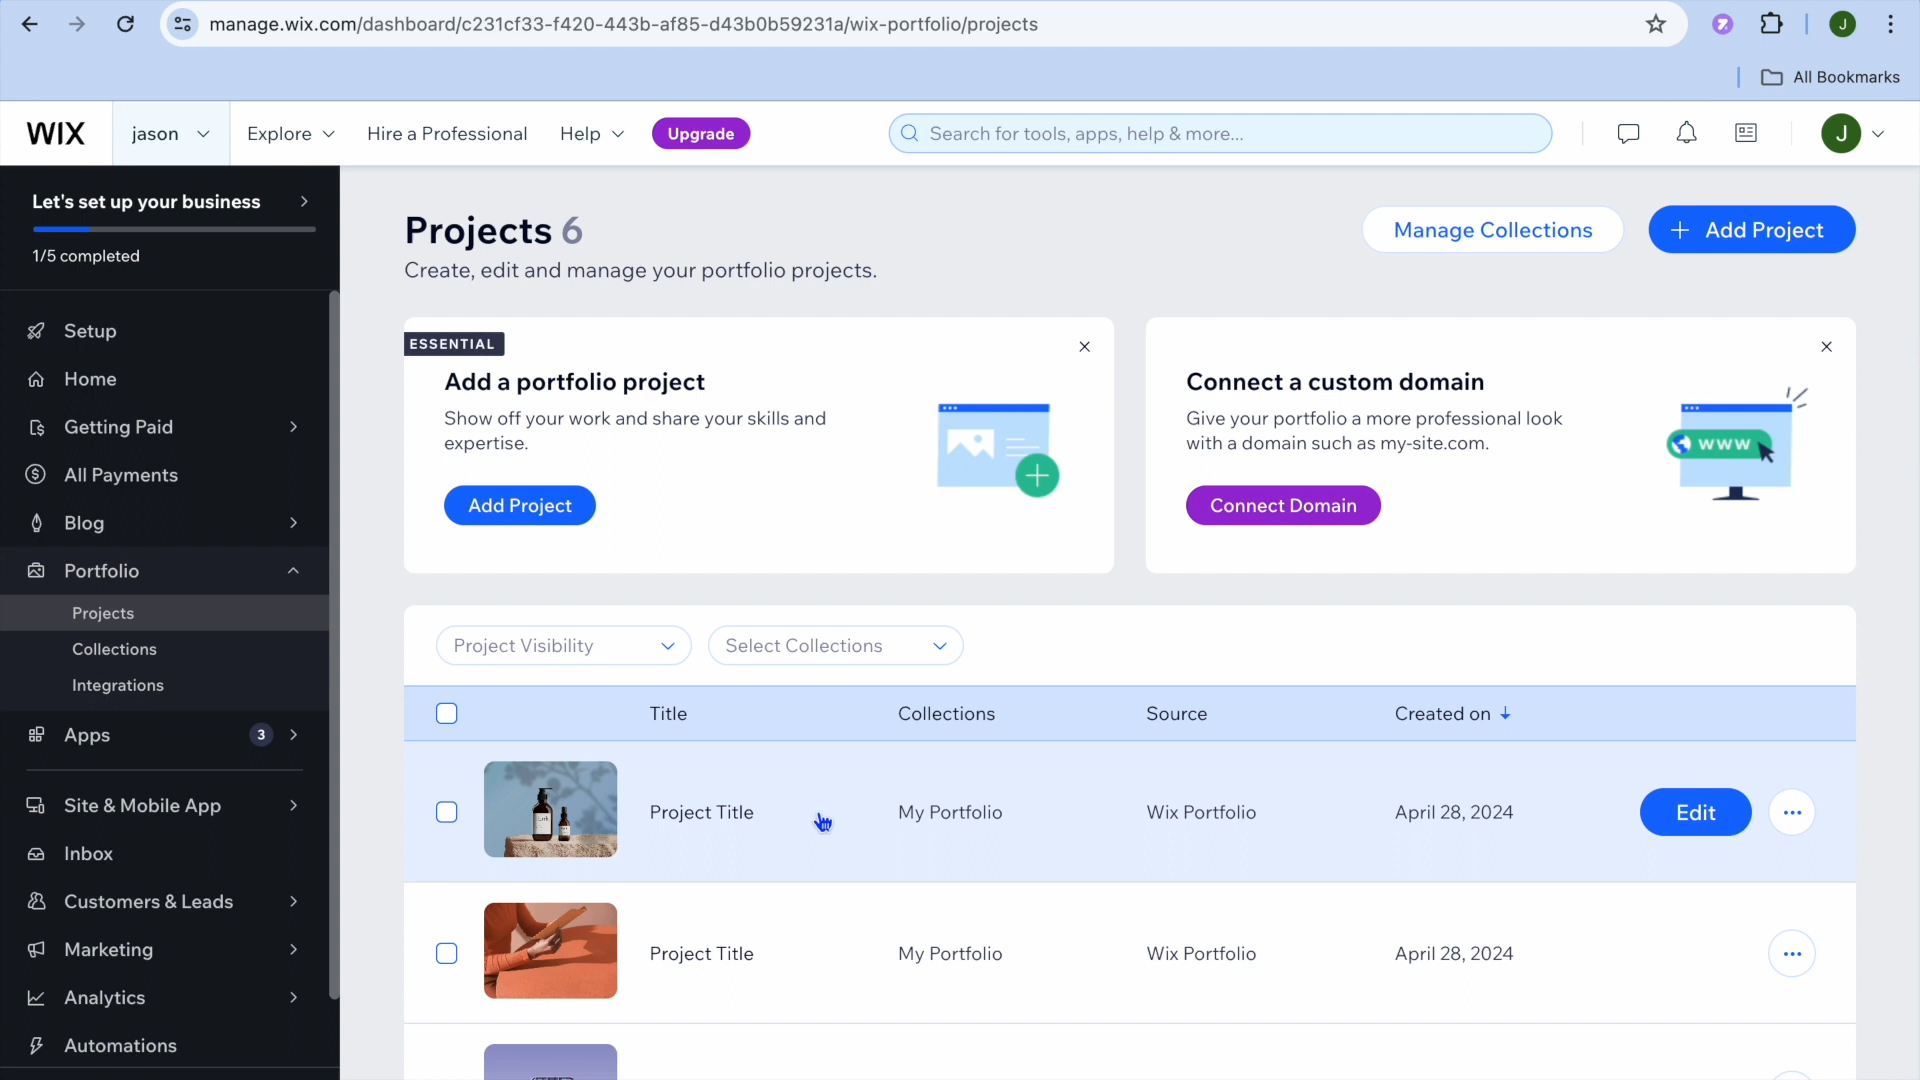 manage.wix.com/dashboard/c231cf33-f420-443b-af85-d43b0b59231a/wix-portfolio/projects
J
All Bookmarks
WIX
jason
Explore
Hire a Professional
Help
Upgrade
Search for tools, apps, help & more...
J
Let's set up your business
1/5 completed
Setup
Home
Getting Paid
All Payments
Blog
Portfolio
Projects
Collections
Integrations
Apps
3
Site & Mobile App
Inbox
Customers & Leads
Marketing
Analytics
Automations
Projects 6
Create, edit and manage your portfolio projects.
Manage Collections
+ Add Project
ESSENTIAL
Add a portfolio project
Show off your work and share your skills and
expertise.
Add Project
Connect a custom domain
Give your portfolio a more professional look
with a domain such as my-site.com.
Connect Domain
www
Project Visibility
Select Collections
Title
Collections
Source
Created on
Project Title
My Portfolio
Wix Portfolio
April 28, 2024
Edit
Project Title
My Portfolio
Wix Portfolio
April 28, 2024